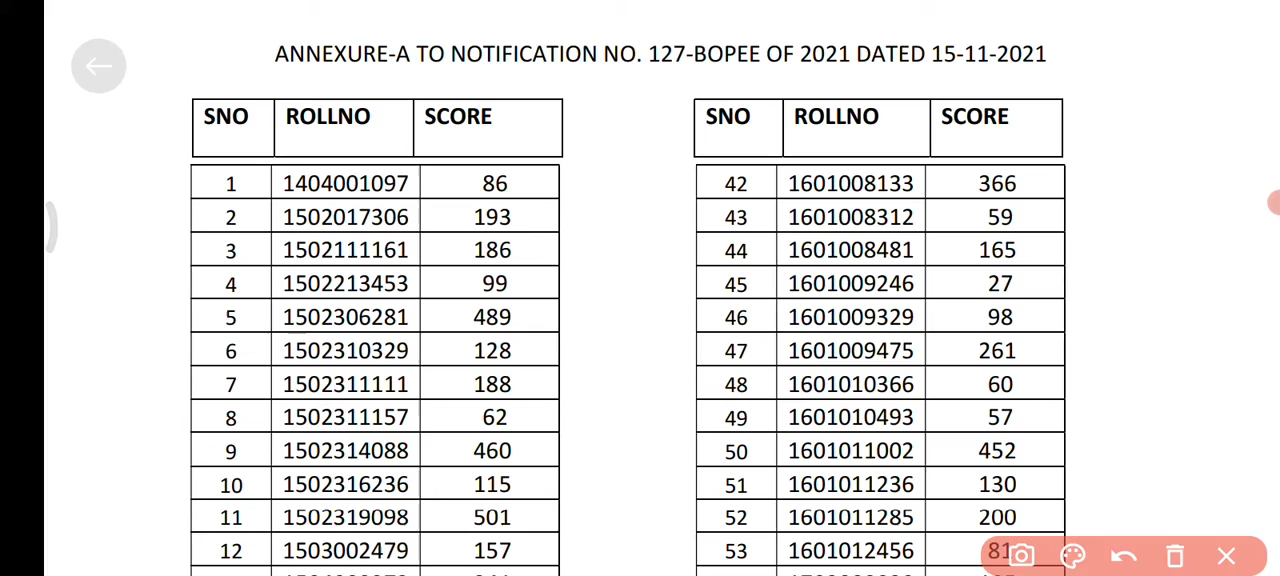 ANNEXURE-A TO NOTIFICATION NO. 127-BOPEE OF 2021 DATED 15-11-2021
SNO ROLLNO SCORE
1 1404001097 86
2 1502017306 193
3 1502111161 186
4 1502213453 99
5 1502306281 489
6 1502310329 128
7 1502311111 188
8 1502311157 62
9 1502314088 460
10 1502316236 115
11 1502319098 501
12 1503002479 157
SNO ROLLNO SCORE
42 1601008133 366
43 1601008312 59
44 1601008481 165
45 1601009246 27
46 1601009329 98
47 1601009475 261
48 1601010366 60
49 1601010493 57
50 1601011002 452
51 1601011236 130
52 1601011285 200
53 1601012456 81